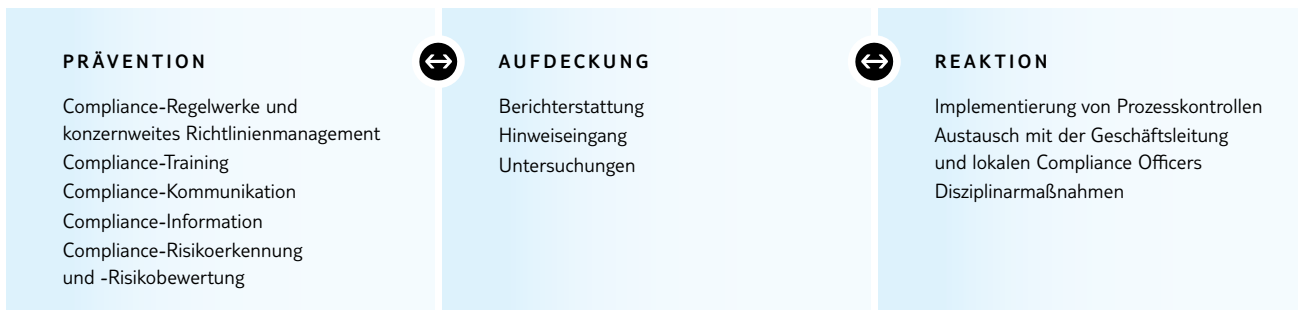 PRÄVENTION
Compliance-Regelwerke und
konzernweites Richtlinienmanagement
Compliance-Training
Compliance-Kommunikation
Compliance-Information
Compliance-Risikoerkennung
und -Risikobewertung
AUFDECKUNG
Berichterstattung
Hinweiseingang
Untersuchungen
REAKTION
Implementierung von Prozesskontrollen
Austausch mit der Geschäftsleitung
und lokalen Compliance Officers
Disziplinarmaßnahmen